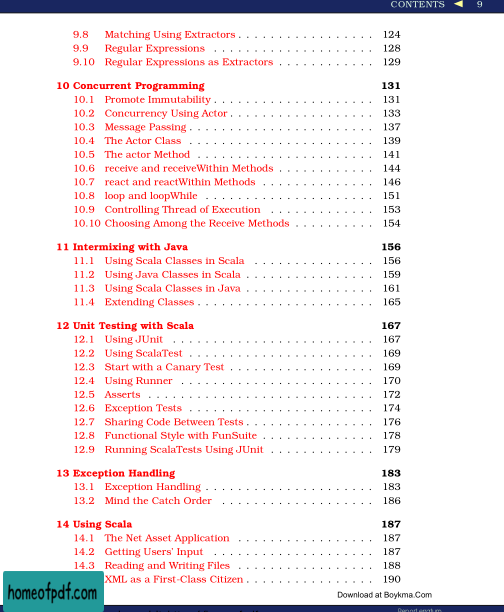 CONTENTS ◀ 9
9.8 Matching Using Extractors . . . . . . . . . . . . . . . . . 124
9.9 Regular Expressions . . . . . . . . . . . . . . . . . . . . 128
9.10 Regular Expressions as Extractors . . . . . . . . . . . . 129
10 Concurrent Programming 131
10.1 Promote Immutability . . . . . . . . . . . . . . . . . . . . 131
10.2 Concurrency Using Actor . . . . . . . . . . . . . . . . . . 133
10.3 Message Passing . . . . . . . . . . . . . . . . . . . . . . . 137
10.4 The Actor Class . . . . . . . . . . . . . . . . . . . . . . . 139
10.5 The actor Method . . . . . . . . . . . . . . . . . . . . . . 141
10.6 receive and receiveWithin Methods . . . . . . . . . . . . 144
10.7 react and reactWithin Methods . . . . . . . . . . . . . . 146
10.8 loop and loopWhile . . . . . . . . . . . . . . . . . . . . . 151
10.9 Controlling Thread of Execution . . . . . . . . . . . . . 153
10.10 Choosing Among the Receive Methods . . . . . . . . . . 154
11 Intermixing with Java 156
11.1 Using Scala Classes in Scala . . . . . . . . . . . . . . . 156
11.2 Using Java Classes in Scala . . . . . . . . . . . . . . . . 159
11.3 Using Scala Classes in Java . . . . . . . . . . . . . . . . 161
11.4 Extending Classes . . . . . . . . . . . . . . . . . . . . . . 165
12 Unit Testing with Scala 167
12.1 Using JUnit . . . . . . . . . . . . . . . . . . . . . . . . . 167
12.2 Using ScalaTest . . . . . . . . . . . . . . . . . . . . . . . 169
12.3 Start with a Canary Test . . . . . . . . . . . . . . . . . . 169
12.4 Using Runner . . . . . . . . . . . . . . . . . . . . . . . . 170
12.5 Asserts . . . . . . . . . . . . . . . . . . . . . . . . . . . . 172
12.6 Exception Tests . . . . . . . . . . . . . . . . . . . . . . . 174
12.7 Sharing Code Between Tests . . . . . . . . . . . . . . . . 176
12.8 Functional Style with FunSuite . . . . . . . . . . . . . . 178
12.9 Running ScalaTests Using JUnit . . . . . . . . . . . . . 179
13 Exception Handling 183
13.1 Exception Handling . . . . . . . . . . . . . . . . . . . . . 183
13.2 Mind the Catch Order . . . . . . . . . . . . . . . . . . . 186
14 Using Scala 187
14.1 The Net Asset Application . . . . . . . . . . . . . . . . . 187
14.2 Getting Users' Input . . . . . . . . . . . . . . . . . . . . 187
14.3 Reading and Writing Files . . . . . . . . . . . . . . . . . 188
XML as a First-Class Citizen . . . . . . . . . . . . . . . . 190
homeofpdf.com
Download at Boykma.Com